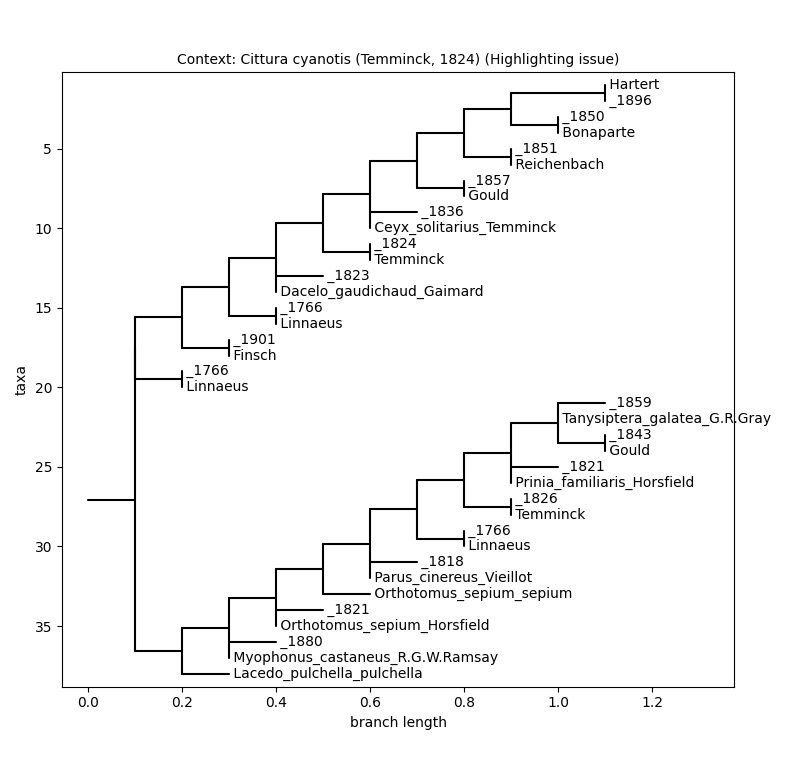 Context: Cittura cyanotis (Temminck, 1824) (Highlighting issue)
Hartert
_1896
_1850
Bonaparte
_1851
Reichenbach
_1857
Gould
_1836
Ceyx_solitarius_Temminck
_1824
Temminck
_1823
Dacelo_gaudichaud_Gaimard
_1766
Linnaeus
_1901
Finsch
_1766
Linnaeus
_1859
Tanysiptera_galatea_G.R.Gray
_1843
Gould
_1821
Prinia_familiaris_Horsfield
_1826
Temminck
_1766
Linnaeus
_1818
Parus_cinereus_Vieillot
Orthotomus_sepium_sepium
_1821
Orthotomus_sepium_Horsfield
_1880
Myophonus_castaneus_R.G.W.Ramsay
Lacedo_pulchella_pulchella
5
10
15
20
25
30
35
taxa
0.0 0.2 0.4 0.6 0.8 1.0 1.2
branch length